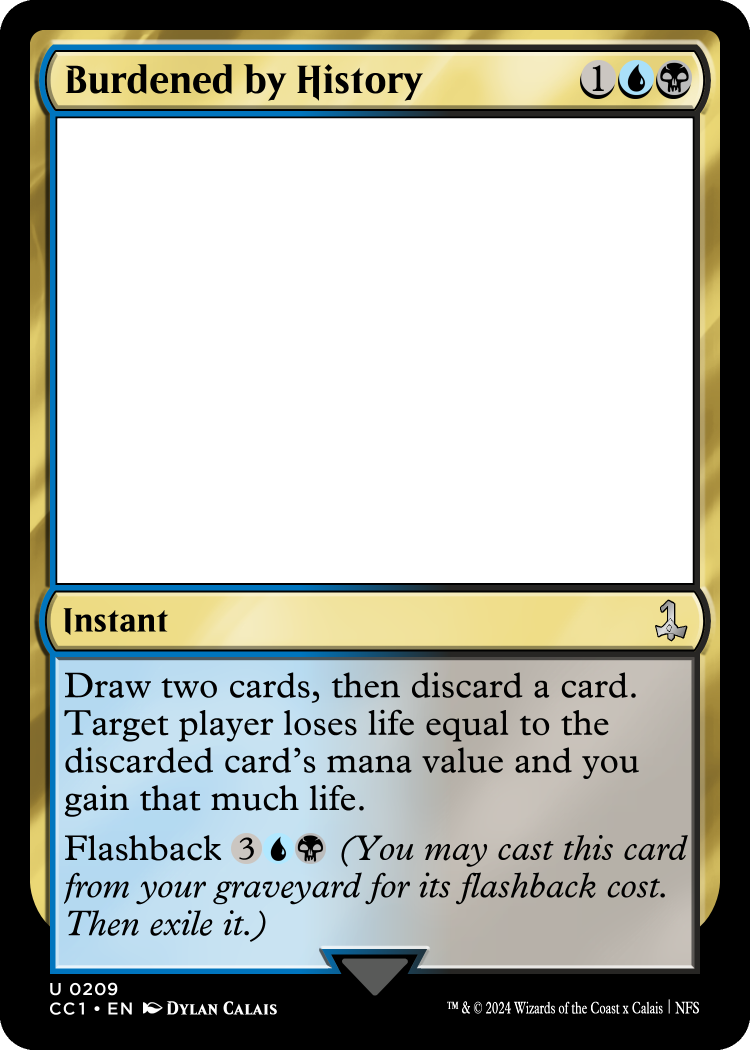 Burdened by History 1
Instant
Draw two cards, then discard a card.
Target player loses life equal to the
discarded card’s mana value and you
gain that much life.
Flashback 3 (You may cast this card
from your graveyard for its flashback cost.
Then exile it.)
U 0209
CC1 • EN DYLAN CALAIS
™ & © 2024 Wizards of the Coast x Calais | NFS